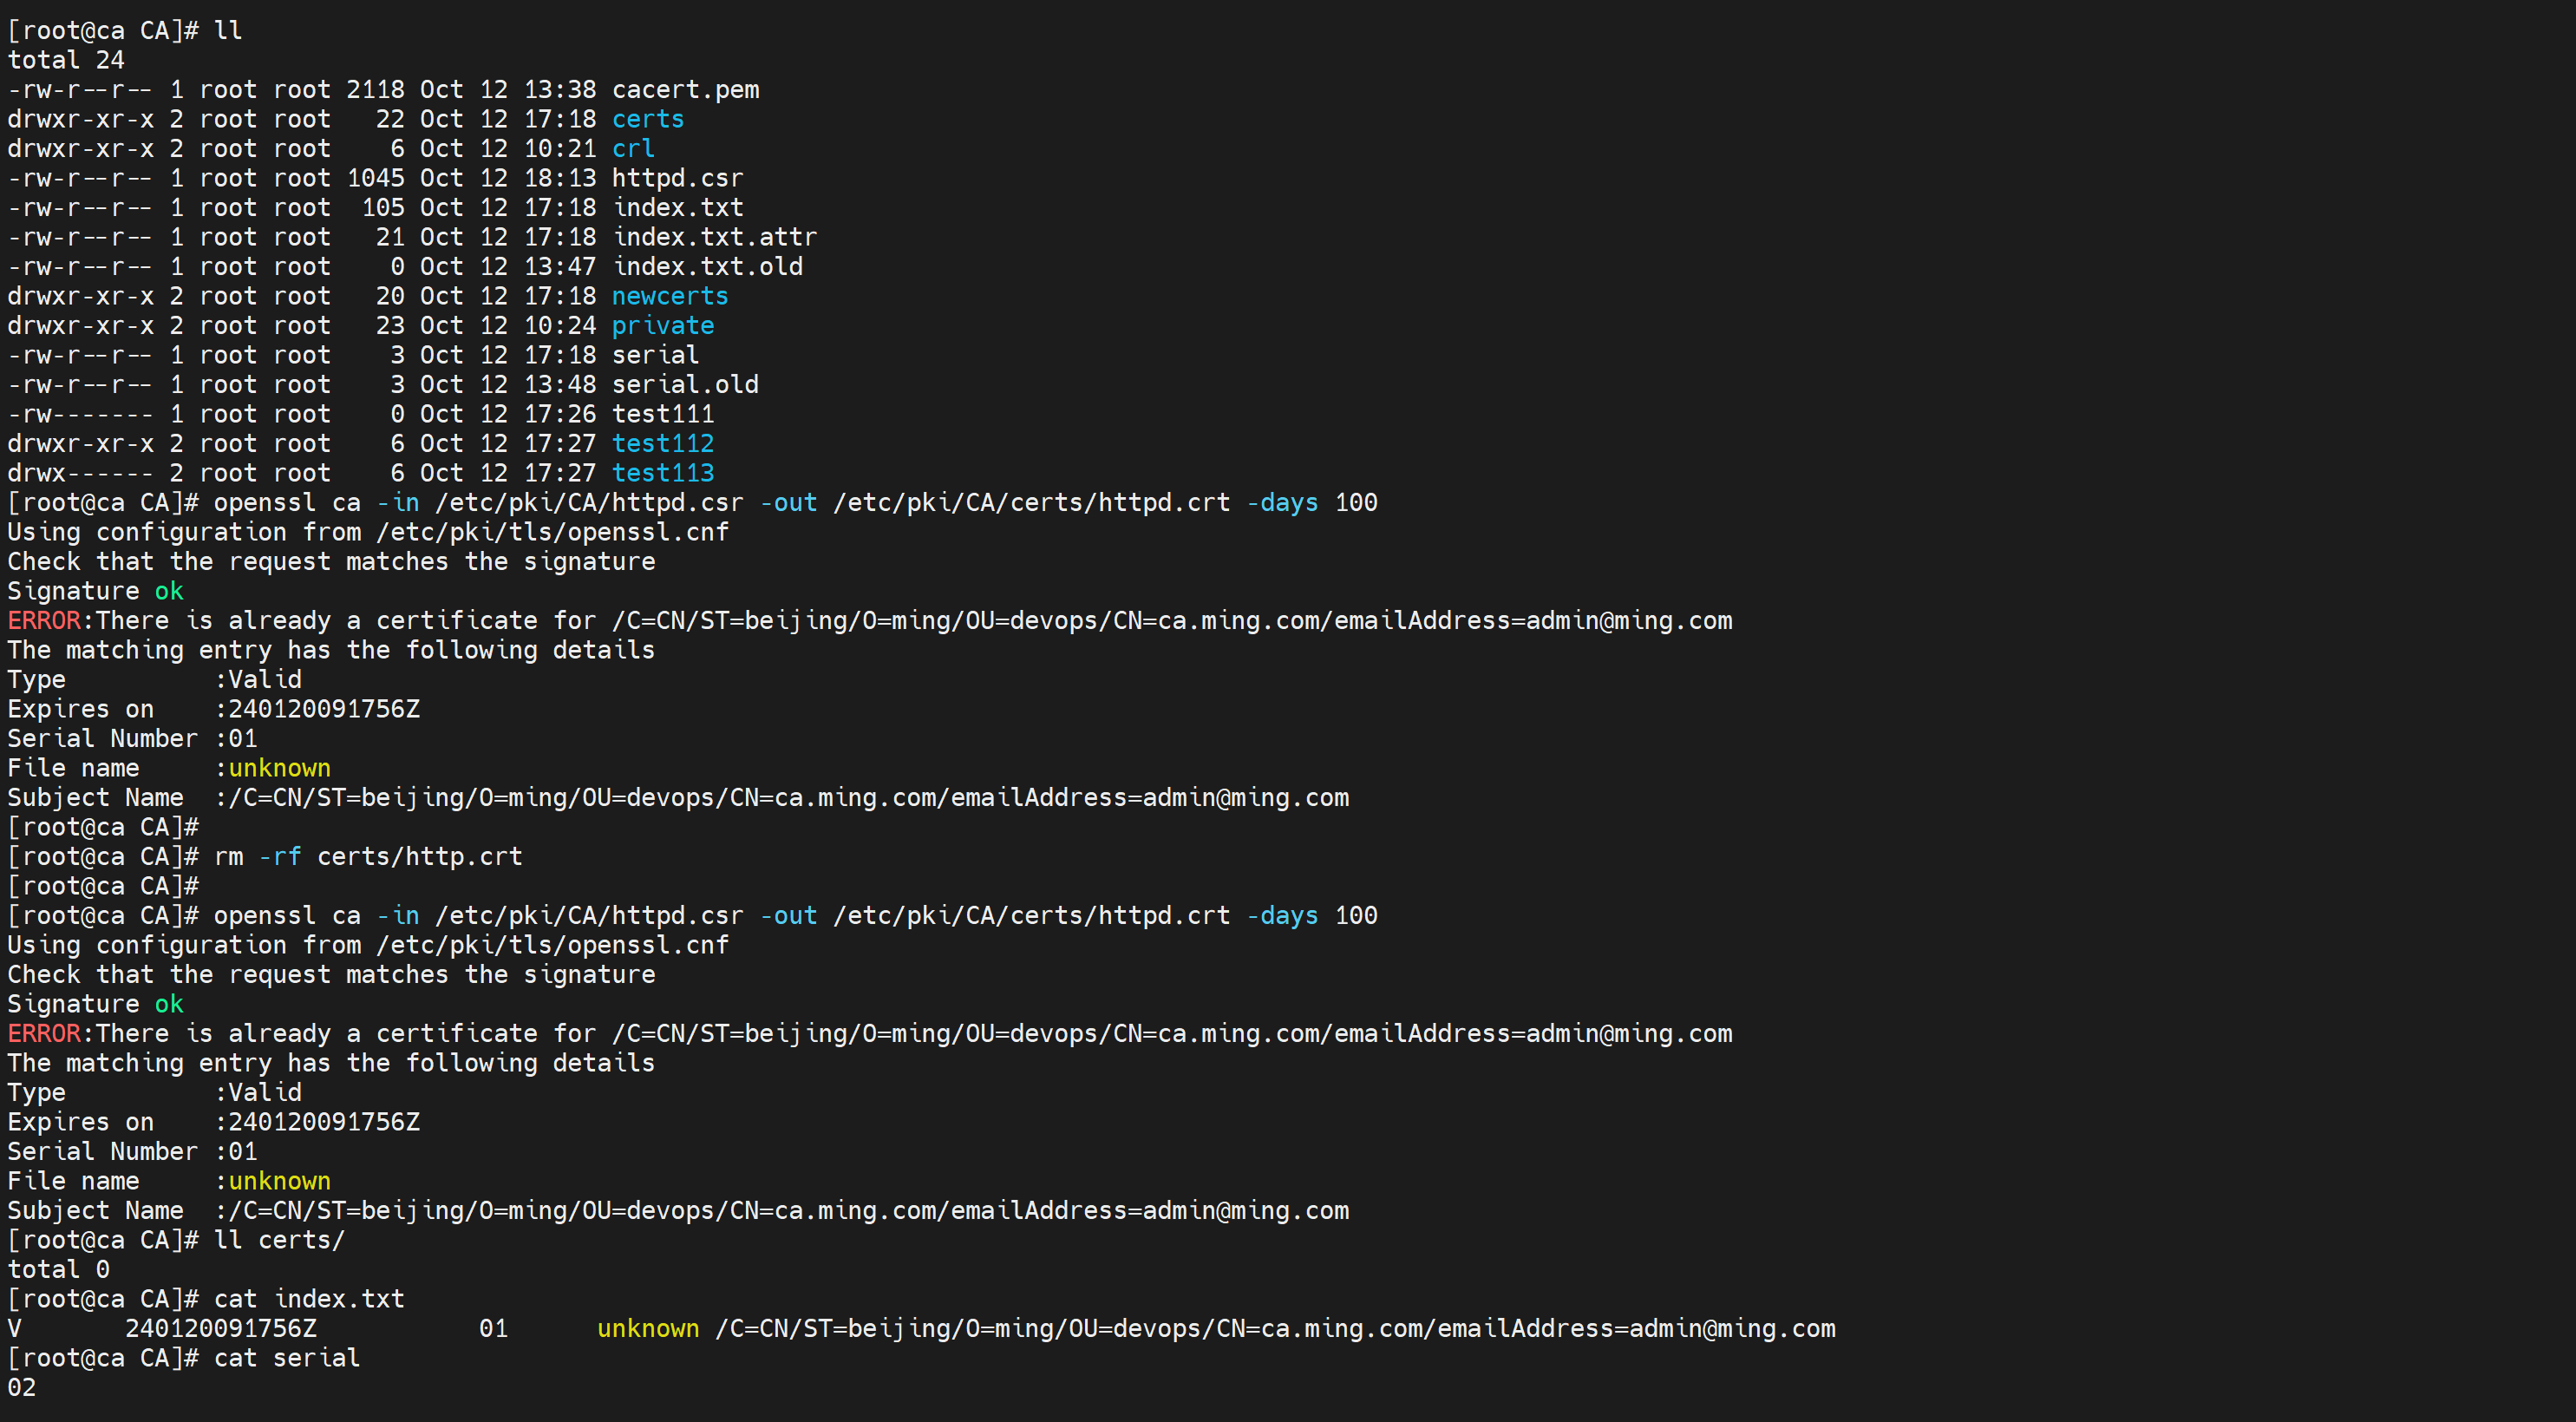 [root@ca CA]# ll
total 24
-rw-r--r-- 1 root root 2118 Oct 12 13:38 cacert.pem
drwxr-xr-x 2 root root   22 Oct 12 17:18 certs
drwxr-xr-x 2 root root    6 Oct 12 10:21 crl
-rw-r--r-- 1 root root 1045 Oct 12 18:13 httpd.csr
-rw-r--r-- 1 root root  105 Oct 12 17:18 index.txt
-rw-r--r-- 1 root root   21 Oct 12 17:18 index.txt.attr
-rw-r--r-- 1 root root    0 Oct 12 13:47 index.txt.old
drwxr-xr-x 2 root root   20 Oct 12 17:18 newcerts
drwxr-xr-x 2 root root   23 Oct 12 10:24 private
-rw-r--r-- 1 root root    3 Oct 12 17:18 serial
-rw-r--r-- 1 root root    3 Oct 12 13:48 serial.old
-rw------- 1 root root    0 Oct 12 17:26 test111
drwxr-xr-x 2 root root    6 Oct 12 17:27 test112
drwx------ 2 root root    6 Oct 12 17:27 test113
[root@ca CA]# openssl ca -in /etc/pki/CA/httpd.csr -out /etc/pki/CA/certs/httpd.crt -days 100
Using configuration from /etc/pki/tls/openssl.cnf
Check that the request matches the signature
Signature ok
ERROR:There is already a certificate for /C=CN/ST=beijing/O=ming/OU=devops/CN=ca.ming.com/emailAddress=admin@ming.com
The matching entry has the following details
Type          :Valid
Expires on    :240120091756Z
Serial Number :01
File name     :unknown
Subject Name  :/C=CN/ST=beijing/O=ming/OU=devops/CN=ca.ming.com/emailAddress=admin@ming.com
[root@ca CA]#
[root@ca CA]# rm -rf certs/http.crt
[root@ca CA]#
[root@ca CA]# openssl ca -in /etc/pki/CA/httpd.csr -out /etc/pki/CA/certs/httpd.crt -days 100
Using configuration from /etc/pki/tls/openssl.cnf
Check that the request matches the signature
Signature ok
ERROR:There is already a certificate for /C=CN/ST=beijing/O=ming/OU=devops/CN=ca.ming.com/emailAddress=admin@ming.com
The matching entry has the following details
Type          :Valid
Expires on    :240120091756Z
Serial Number :01
File name     :unknown
Subject Name  :/C=CN/ST=beijing/O=ming/OU=devops/CN=ca.ming.com/emailAddress=admin@ming.com
[root@ca CA]# ll certs/
total 0
[root@ca CA]# cat index.txt
V       240120091756Z           01      unknown /C=CN/ST=beijing/O=ming/OU=devops/CN=ca.ming.com/emailAddress=admin@ming.com
[root@ca CA]# cat serial
02